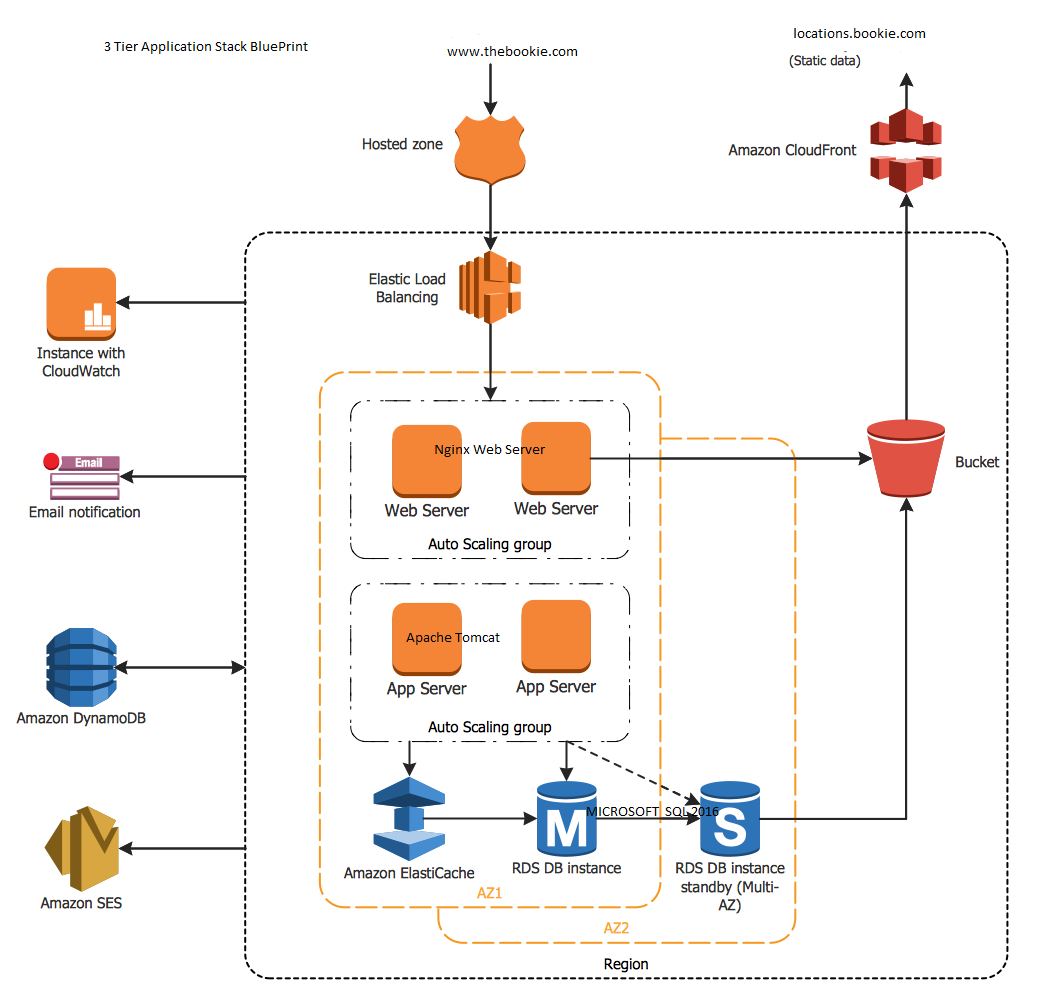 3 Tier Application Stack BluePrint
www.thebookie.com
locations.bookie.com
(Static data)
Hosted zone
Amazon CloudFront
Elastic Load
Balancing
Instance with
CloudWatch
Nginx Web Server
Web Server
Web Server
Auto Scaling group
Bucket
Email
Email notification
Apache Tomcat
App Server
App Server
Auto Scaling group
Amazon DynamoDB
MICROSOFT SQL 2016
M
S
Amazon ElastiCache
RDS DB instance
RDS DB instance
standby (Multi-
AZ)
Amazon SES
AZ1
AZ2
Region